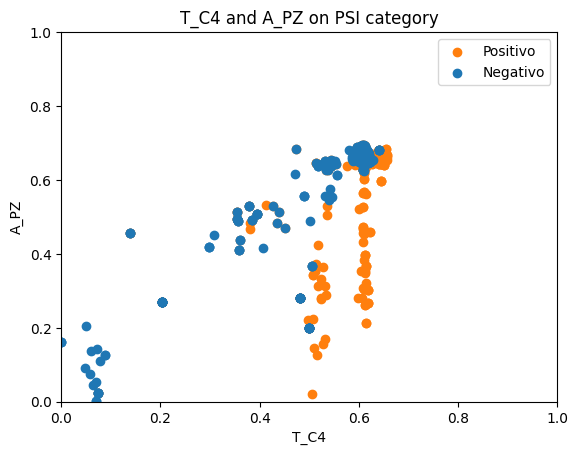 T_C4 and A_PZ on PSI category
Positivo
Negativo
1.0
0.8
0.6
0.4
0.2
0.0
A_PZ
0.0 0.2 0.4 0.6 0.8 1.0
T_C4